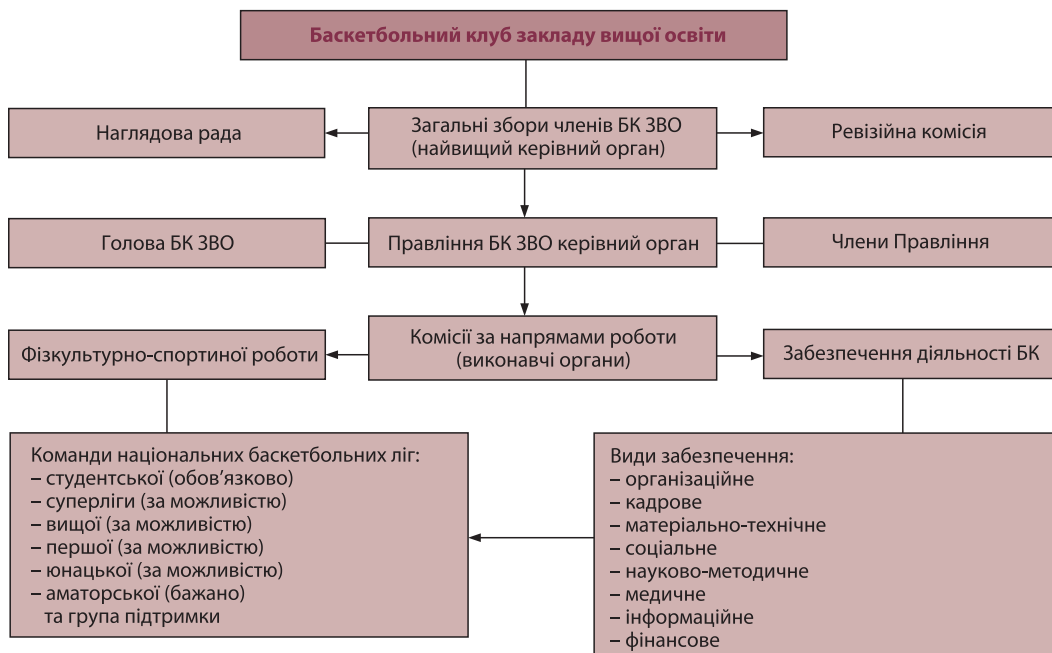 Баскетбольний клуб закладу вищої освіти
Наглядова рада
Загальні збори членів БК ЗВО
(найвищий керівний орган)
Ревізійна комісія
Голова БК ЗВО
Правління БК ЗВО керівний орган
Члени Правління
Фізкультурно-спортиної роботи
Комісії за напрямами роботи
(виконавчі органи)
Забезпечення діяльності БК
Команди національних баскетбольних ліг:
– студентської (обов’язково)
– суперліги (за можливістю)
– вищої (за можливістю)
– першої (за можливістю)
– юнацької (за можливістю)
– аматорської (бажано)
та група підтримки
Види забезпечення:
– організаційне
– кадрове
– матеріально-технічне
– соціальне
– науково-методичне
– медичне
– інформаційне
– фінансове